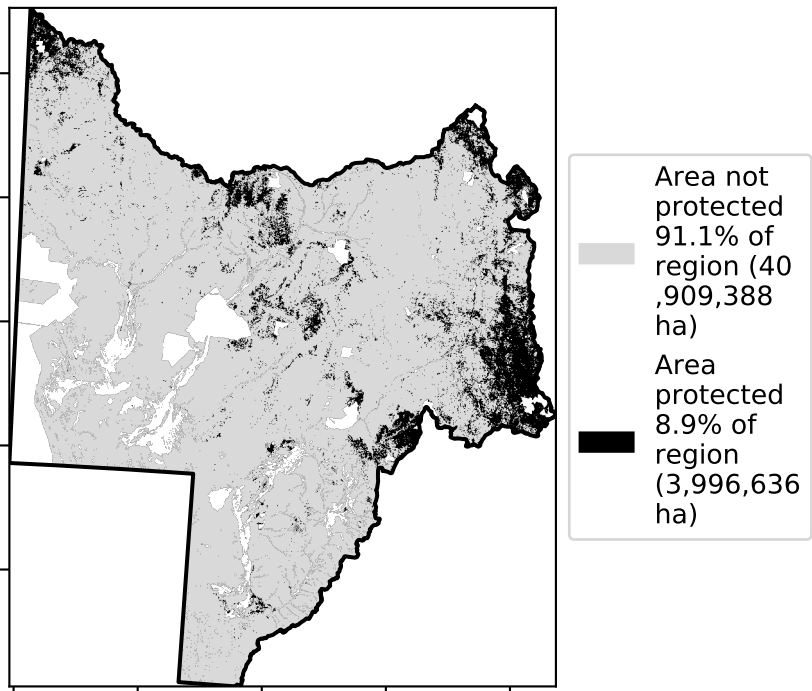 Area not
protected
91.1% of
region (40
,909,388
ha)
Area
protected
8.9% of
region
(3,996,636
ha)